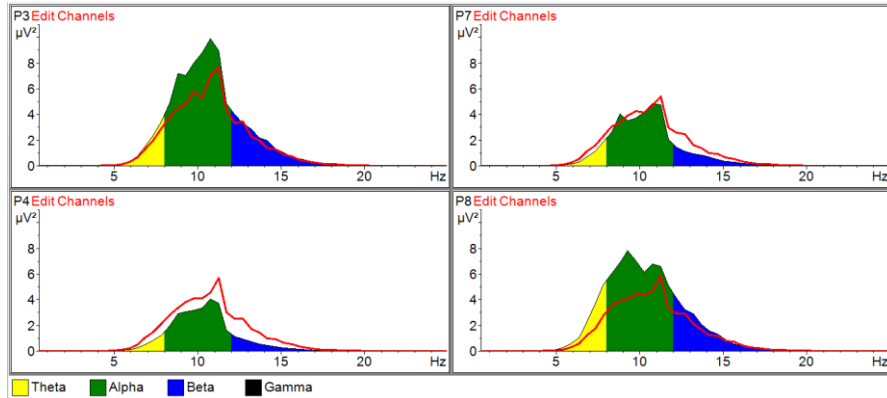 P3 Edit Channels
µV²
8
6
4
2
0
5 10 15 20 Hz
P7 Edit Channels
µV²
8
6
4
2
0
5 10 15 20 Hz
P4 Edit Channels
µV²
8
6
4
2
0
5 10 15 20 Hz
P8 Edit Channels
µV²
8
6
4
2
0
5 10 15 20 Hz
Theta Alpha Beta Gamma